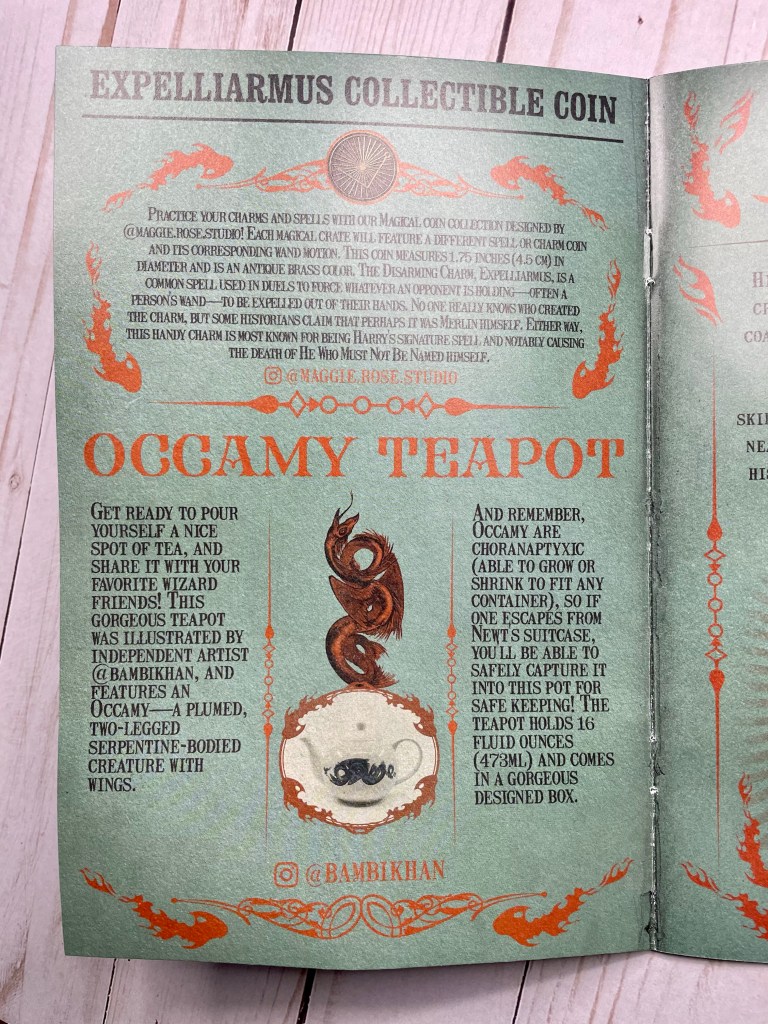 EXPELLIARMUS COLLECTIBLE COIN
PRACTICE YOUR CHARMS AND SPELLS WITH OUR MAGICAL COIN COLLECTION DESIGNED BY
@MAGGIE.ROSE.STUDIO! EACH MAGICAL CRATE WILL FEATURE A DIFFERENT SPELL OR CHARM COIN
AND ITS CORRESPONDING WAND MOTION. THIS COIN MEASURES 1.75 INCHES (4.5 CM) IN
DIAMETER AND IS AN ANTIQUE BRASS COLOR. THE DISARMING CHARM, EXPELLIARMUS, IS A
COMMON SPELL USED IN DUELS TO FORCE WHATEVER AN OPPONENT IS HOLDING—OFTEN A
PERSON'S WAND—TO BE EXPELLED OUT OF THEIR HANDS. NO ONE REALLY KNOWS WHO CREATED
THE CHARM, BUT SOME HISTORIANS CLAIM THAT PERHAPS IT WAS MERLIN HIMSELF. EITHER WAY,
THIS HANDY CHARM IS MOST KNOWN FOR BEING HARRY'S SIGNATURE SPELL AND NOTABLY CAUSING
THE DEATH OF HE WHO MUST NOT BE NAMED HIMSELF.
@MAGGIE.ROSE.STUDIO
OCCAMY TEAPOT
GET READY TO POUR
YOURSELF A NICE
SPOT OF TEA, AND
SHARE IT WITH YOUR
FAVORITE WIZARD
FRIENDS! THIS
GORGEOUS TEAPOT
WAS ILLUSTRATED BY
INDEPENDENT ARTIST
@BAMBIKHAN, AND
FEATURES AN
OCCAMY—A PLUMED,
TWO-LEGGED
SERPENTINE-BODIED
CREATURE WITH
WINGS.
AND REMEMBER,
OCCAMY ARE
CHORANAPTYXIC
(ABLE TO GROW OR
SHRINK TO FIT ANY
CONTAINER), SO IF
ONE ESCAPES FROM
NEWT'S SUITCASE,
YOU'LL BE ABLE TO
SAFELY CAPTURE IT
INTO THIS POT FOR
SAFE KEEPING! THE
TEAPOT HOLDS 16
FLUID OUNCES
(473ML) AND COMES
IN A GORGEOUS
DESIGNED BOX.
@BAMBIKHAN